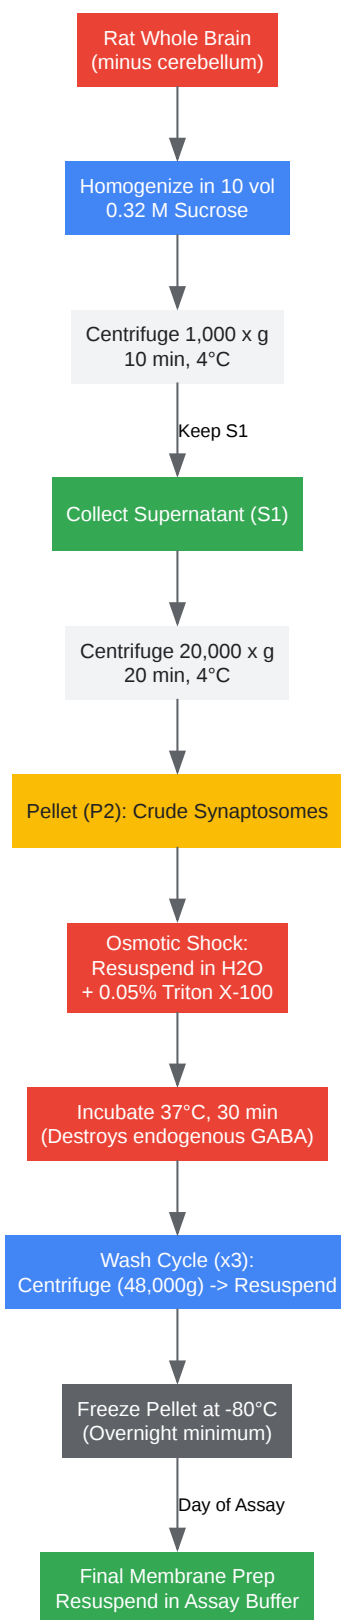 Rat Whole Brain
(minus cerebellum)
Homogenize in 10 vol
0.32 M Sucrose
Centrifuge 1,000 x g
10 min, 4°C
Keep S1
Collect Supernatant (S1)
Centrifuge 20,000 x g
20 min, 4°C
Pellet (P2): Crude Synaptosomes
Osmotic Shock:
Resuspend in H2O
+ 0.05% Triton X-100
Incubate 37°C, 30 min
(Destroys endogenous GABA)
Wash Cycle (x3):
Centrifuge (48,000g) -> Resuspend
Freeze Pellet at -80°C
(Overnight minimum)
Day of Assay
Final Membrane Prep
Resuspend in Assay Buffer